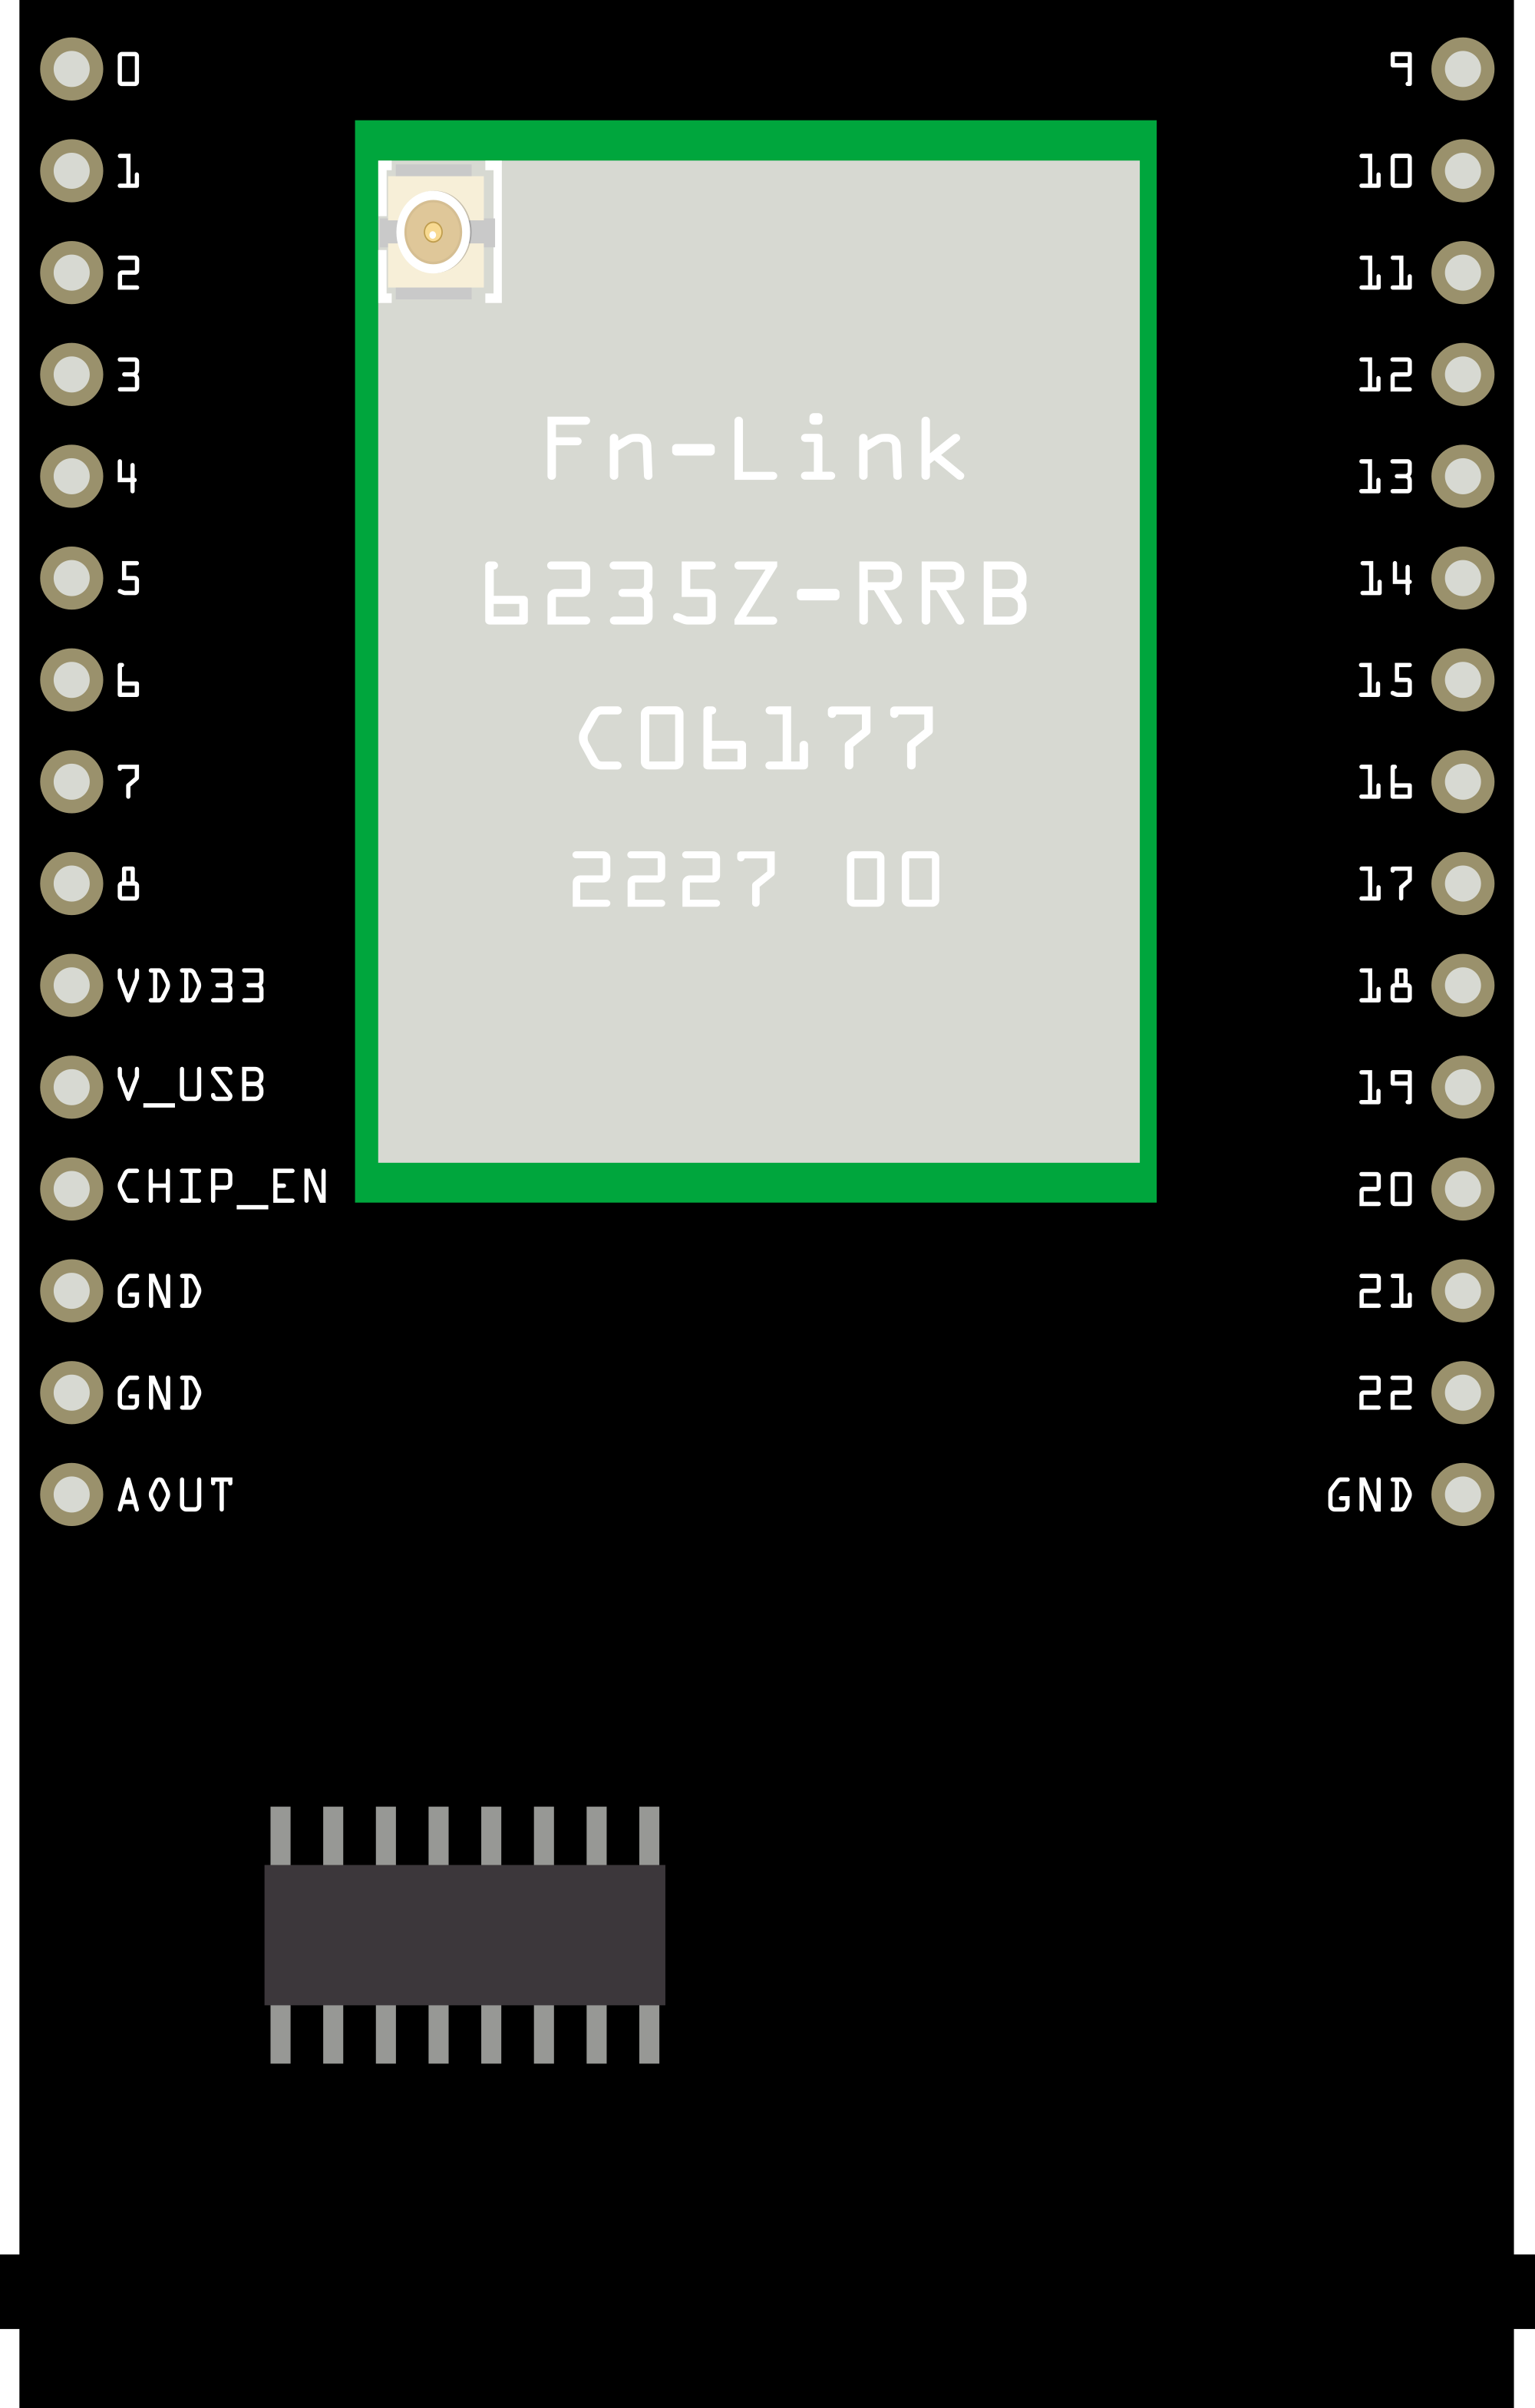 0 9
1 10
2 11
3 12
4 13
5 14
6 15
7 16
8 17
VDD33 18
V_USB 19
CHIP_EN 20
GND 21
GND 22
AOUT GND
Fn-Link
6235Z-RRB
C06177
2227 00